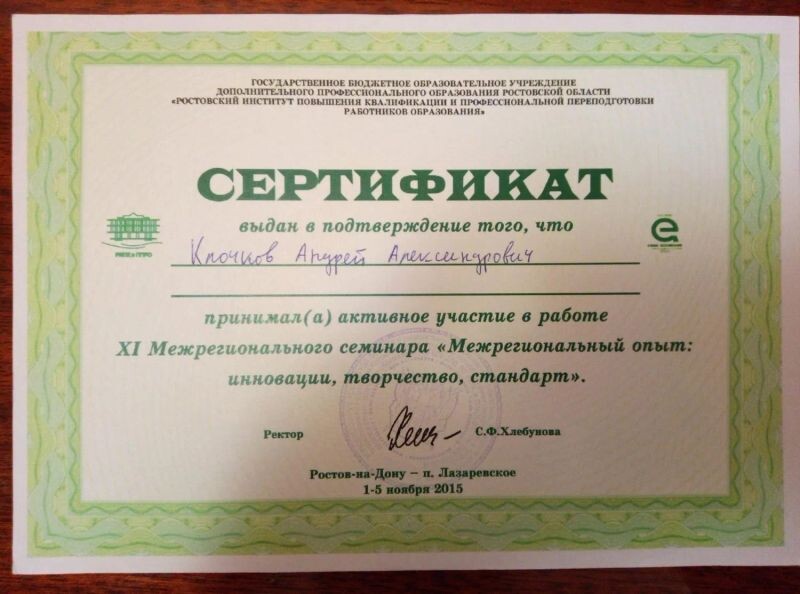 ГОСУДАРСТВЕННОЕ БЮДЖЕТНОЕ ОБРАЗОВАТЕЛЬНОЕ УЧРЕЖДЕНИЕ
ДОПОЛНИТЕЛЬНОГО ПРОФЕССИОНАЛЬНОГО ОБРАЗОВАНИЯ РОСТОВСКОЙ ОБЛАСТИ
«РОСТОВСКИЙ ИНСТИТУТ ПОВЫШЕНИЯ КВАЛИФИКАЦИИ И ПРОФЕССИОНАЛЬНОЙ ПЕРЕПОДГОТОВКИ
РАБОТНИКОВ ОБРАЗОВАНИЯ»
СЕРТИФИКАТ
выдан в подтверждение того, что
Клочков Андрей Александрович
РИПК и ППРО
принимал(а) активное участие в работе
XI Межрегионального семинара «Межрегиональный опыт:
инновации, творчество, стандарт».
Ректор
С.Ф.Хлебунова
Ростов-на-Дону – п. Лазаревское
1-5 ноября 2015